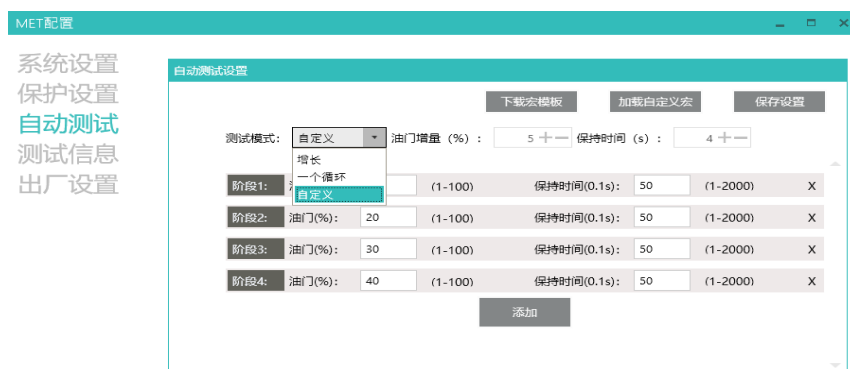 MET配置
系统设置
保护设置
自动测试
测试信息
出厂设置
自动测试设置
下载宏模板 加载自定义宏 保存设置
测试模式: 自定义 油门增量 (%) : 5 保持时间 (s) : 4
增长
一个循环
自定义
阶段1: (1-100) 保持时间(0.1s): 50 (1-2000) X
阶段2: 油门(%): 20 (1-100) 保持时间(0.1s): 50 (1-2000) X
阶段3: 油门(%): 30 (1-100) 保持时间(0.1s): 50 (1-2000) X
阶段4: 油门(%): 40 (1-100) 保持时间(0.1s): 50 (1-2000) X
添加